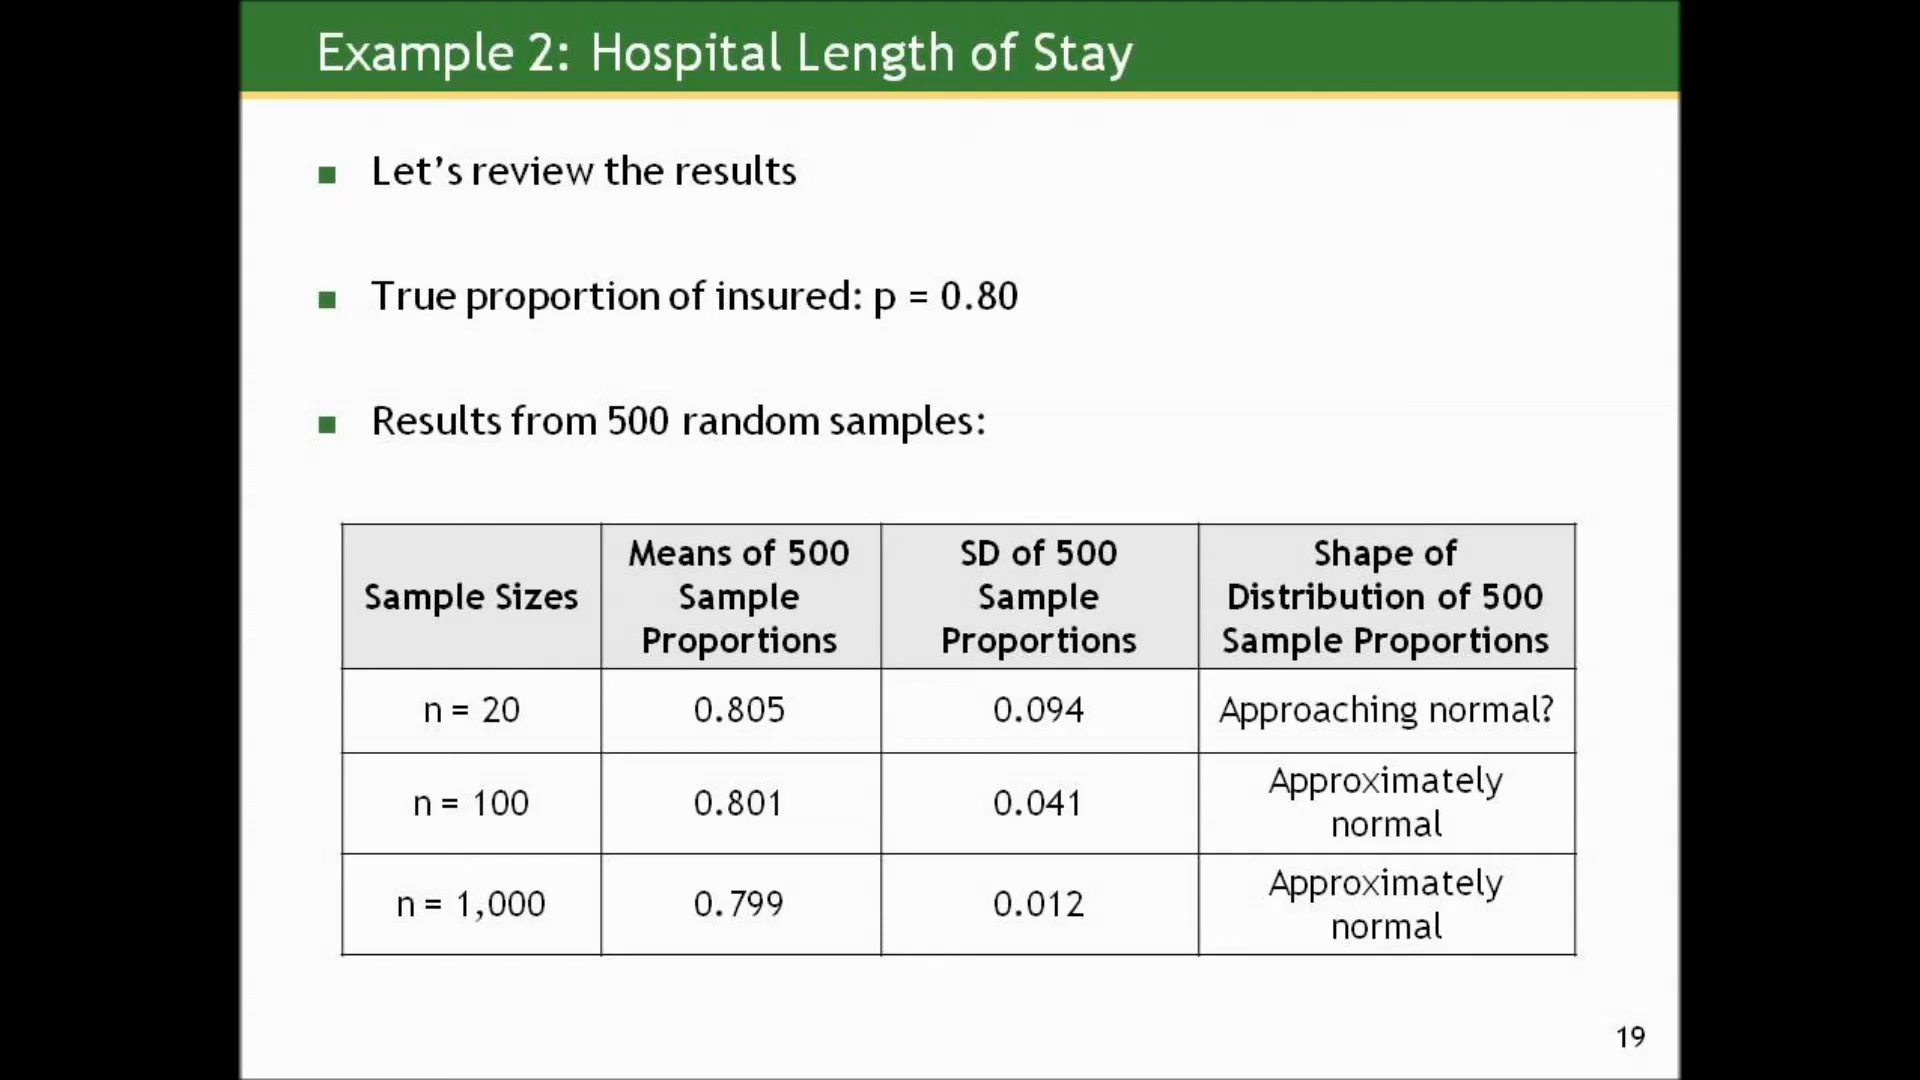 Example 2: Hospital Length of Stay
Let's review the results
True proportion of insured: p = 0.80
Results from 500 random samples:
Sample Sizes
Means of 500
Sample
Proportions
SD of 500
Sample
Proportions
Shape of
Distribution of 500
Sample Proportions
n = 20
0.805
0.094
Approaching normal?
n = 100
0.801
0.041
Approximately
normal
n = 1,000
0.799
0.012
Approximately
normal
19